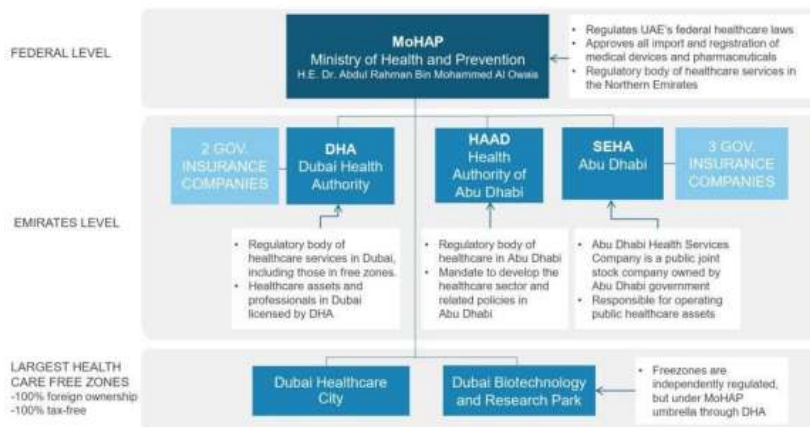 FEDERAL LEVEL
MoHAP
Ministry of Health and Prevention
H.E. Dr. Abdul Rahman Bin Mohammed Al Owais
• Regulates UAE's federal healthcare laws
• Approves all import and registration of
medical devices and pharmaceuticals
• Regulatory body of healthcare services in
the Northern Emirates
EMIRATES LEVEL
2 GOV.
INSURANCE
COMPANIES
DHA
Dubai Health
Authority
HAAD
Health
Authority of
Abu Dhabi
SEHA
Abu Dhabi
3 GOV.
INSURANCE
COMPANIES
• Regulatory body of
healthcare services in Dubai,
including those in free zones.
• Healthcare assets and
professionals in Dubai
licensed by DHA
• Regulatory body of
healthcare in Abu Dhabi
• Mandate to develop the
healthcare sector and
related policies in
Abu Dhabi
• Abu Dhabi Health Services
Company is a public joint
stock company owned by
Abu Dhabi government
• Responsible for operating
public healthcare assets
LARGEST HEALTH
CARE FREE ZONES
-100% foreign ownership
-100% tax-free
Dubai Healthcare
City
Dubai Biotechnology
and Research Park
• Freezones are
independently regulated,
but under MoHAP
umbrella through DHA